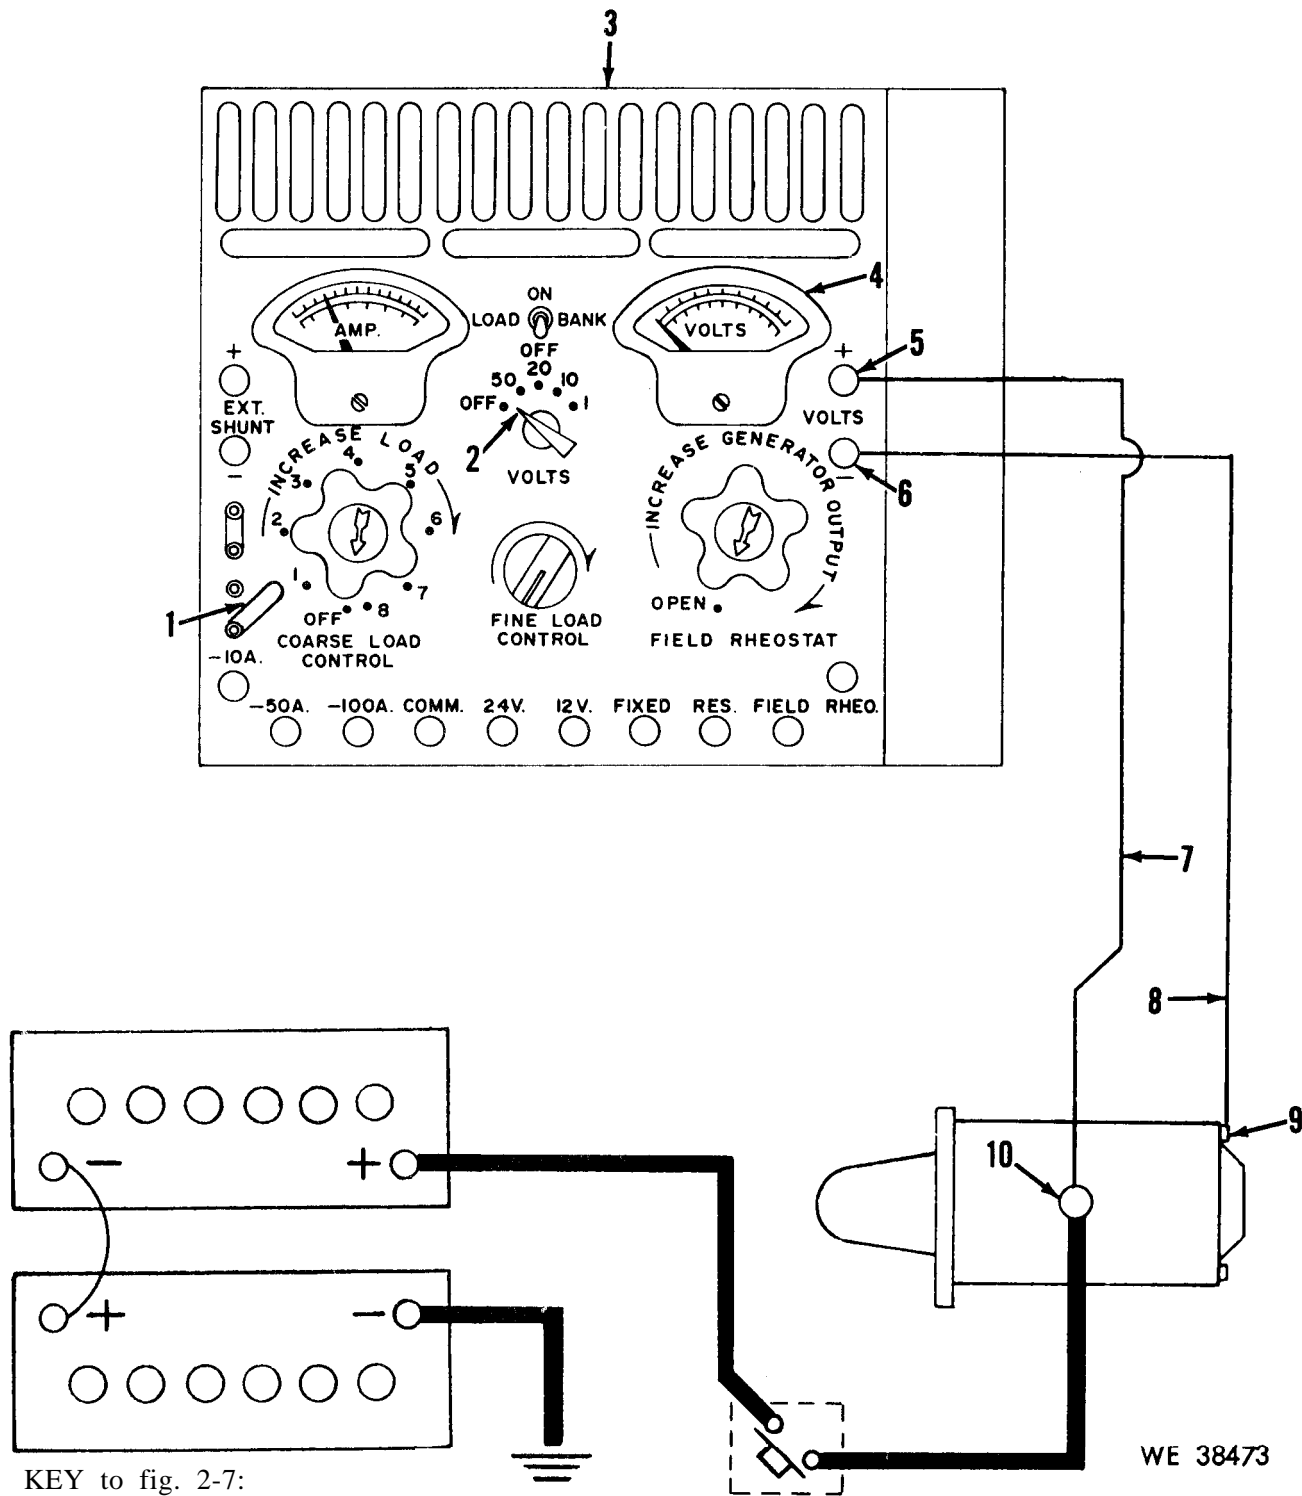 3
4
ON
LOAD BANK
OFF
AMP.
VOLTS
50 20 10
OFF 1
2
VOLTS
+
EXT.
SHUNT
−
+
5
VOLTS
−
6
INCREASE LOAD
1 2 3 4 5 6 7 8
OFF
COARSE LOAD
CONTROL
FINE LOAD
CONTROL
INCREASE GENERATOR OUTPUT
OPEN
FIELD RHEOSTAT
1
−10A.
−50A. −100A. COMM. 24V. 12V. FIXED RES. FIELD RHEO.
7
8
9
10
− +
+ −
WE 38473
KEY to fig. 2-7: